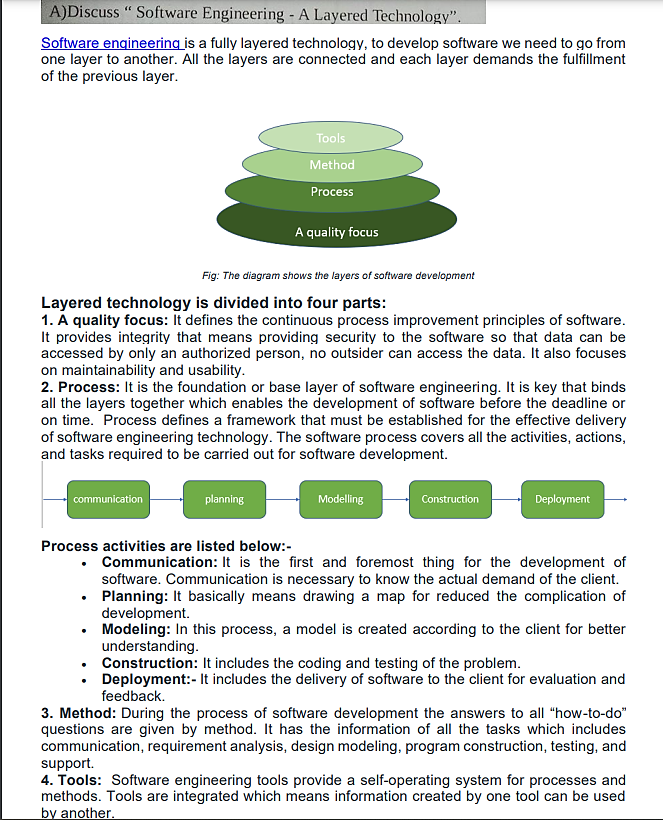 A)Discuss “ Software Engineering - A Layered Technology”.
Software engineering is a fully layered technology, to develop software we need to go from
one layer to another. All the layers are connected and each layer demands the fulfillment
of the previous layer.
Tools
Method
Process
A quality focus
Fig: The diagram shows the layers of software development
Layered technology is divided into four parts:
1. A quality focus: It defines the continuous process improvement principles of software.
It provides integrity that means providing security to the software so that data can be
accessed by only an authorized person, no outsider can access the data. It also focuses
on maintainability and usability.
2. Process: It is the foundation or base layer of software engineering. It is key that binds
all the layers together which enables the development of software before the deadline or
on time.  Process defines a framework that must be established for the effective delivery
of software engineering technology. The software process covers all the activities, actions,
and tasks required to be carried out for software development.
communication planning Modelling Construction Deployment
Process activities are listed below:-
• Communication: It is the first and foremost thing for the development of
software. Communication is necessary to know the actual demand of the client.
• Planning: It basically means drawing a map for reduced the complication of
development.
• Modeling: In this process, a model is created according to the client for better
understanding.
• Construction: It includes the coding and testing of the problem.
• Deployment:- It includes the delivery of software to the client for evaluation and
feedback.
3. Method: During the process of software development the answers to all “how-to-do”
questions are given by method. It has the information of all the tasks which includes
communication, requirement analysis, design modeling, program construction, testing, and
support.
4. Tools:  Software engineering tools provide a self-operating system for processes and
methods. Tools are integrated which means information created by one tool can be used
by another.